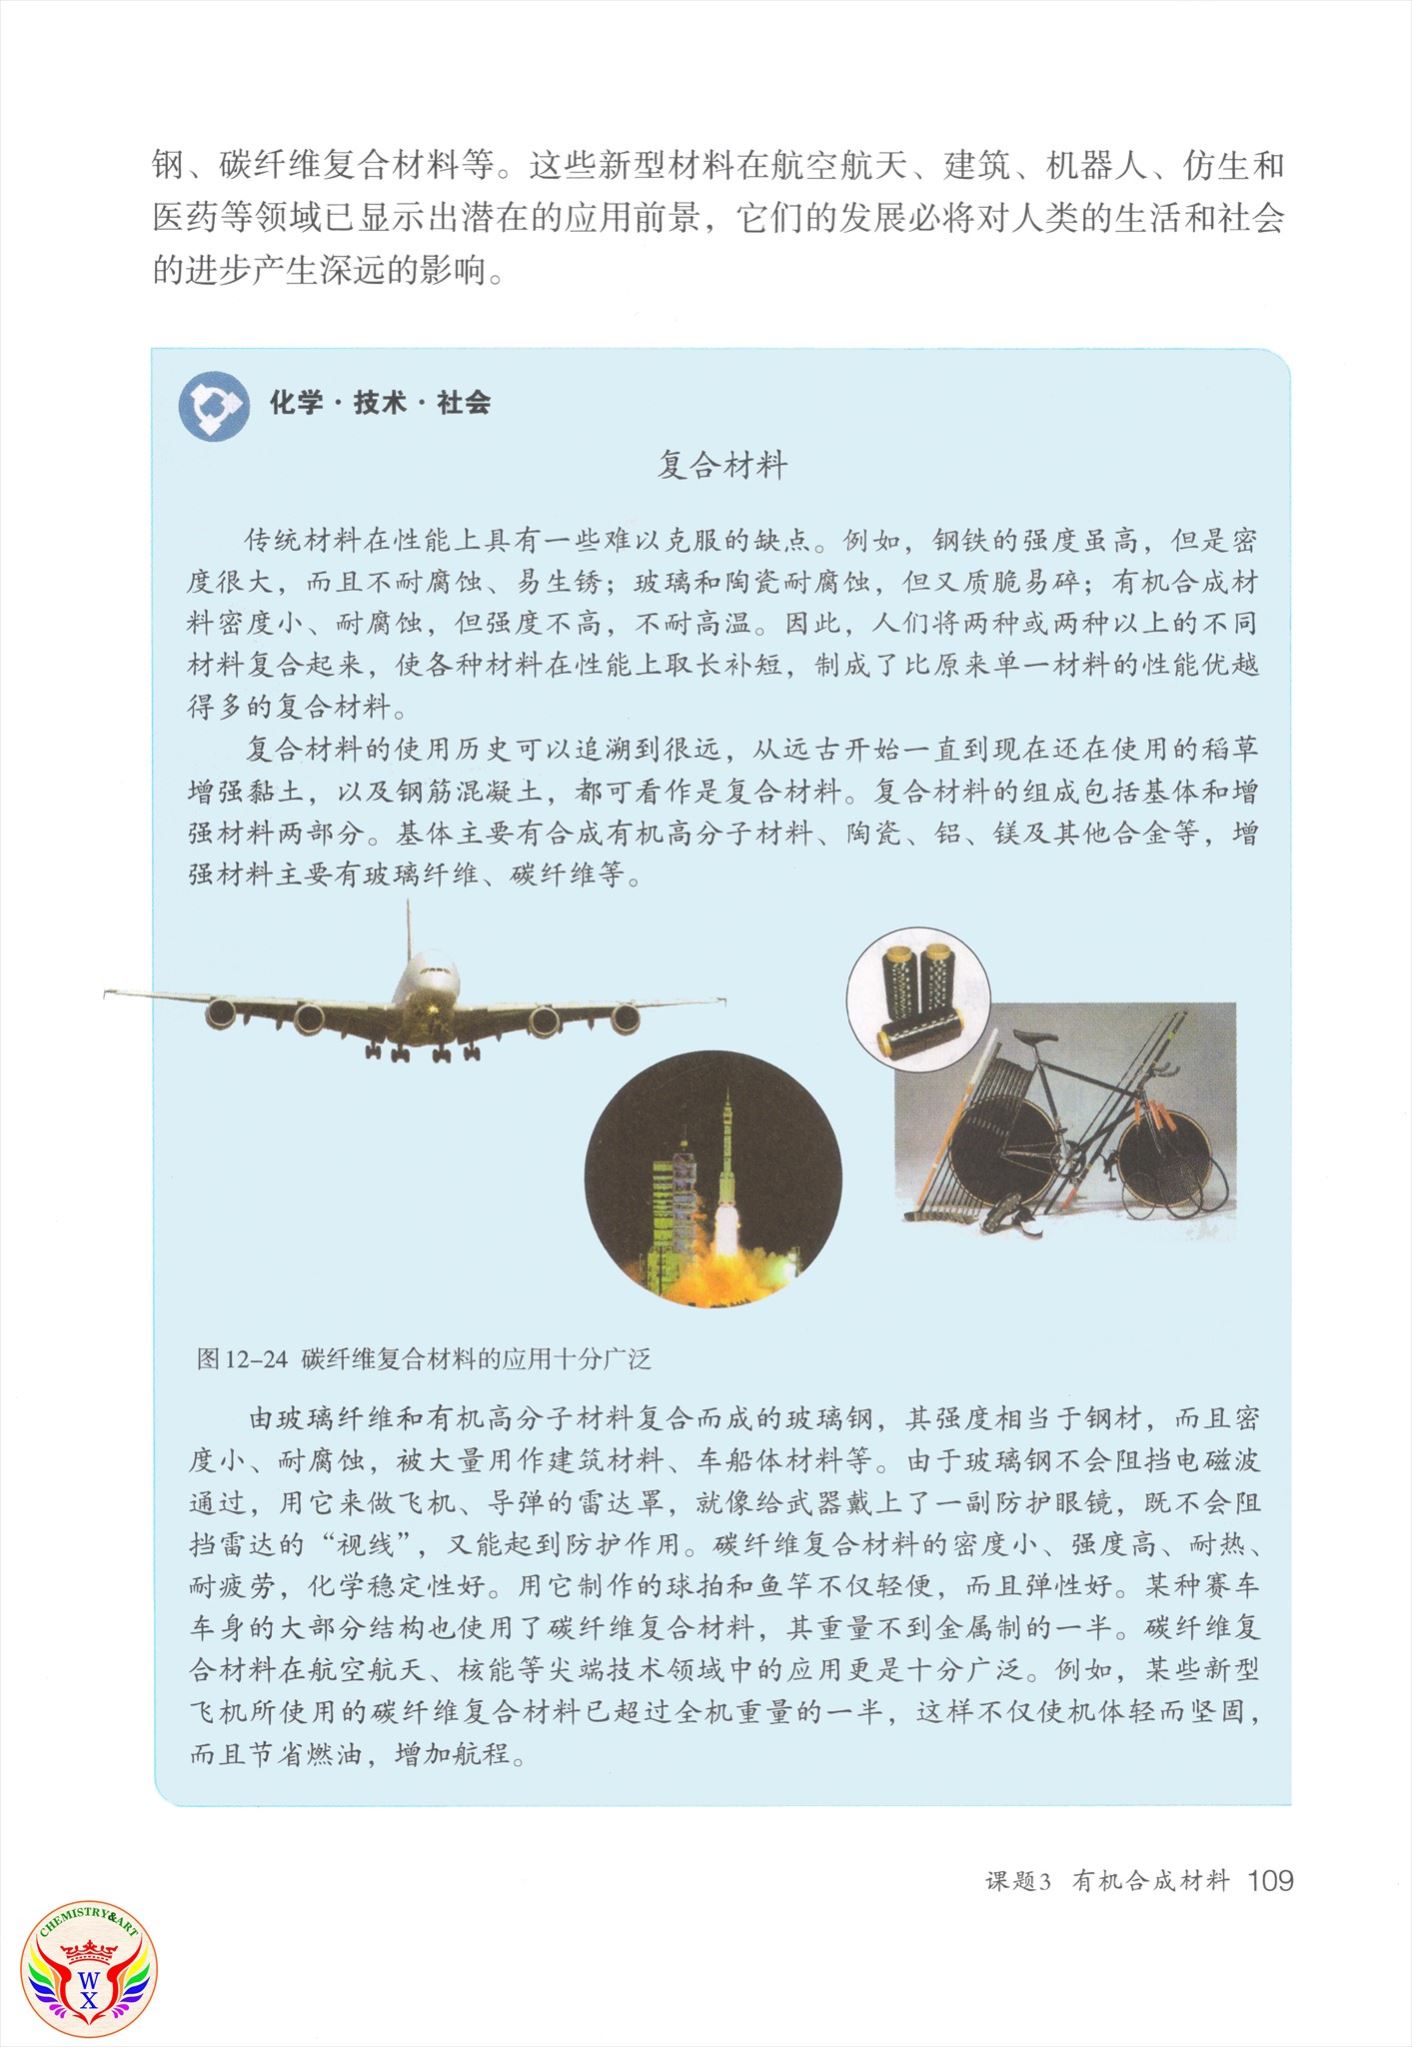 钢、碳纤维复合材料等。这些新型材料在航空航天、建筑、机器人、仿生和
医药等领域已显示出潜在的应用前景，它们的发展必将对人类的生活和社会
的进步产生深远的影响。
化学·技术·社会
复合材料
传统材料在性能上具有一些难以克服的缺点。例如，钢铁的强度虽高，但是密
度很大，而且不耐腐蚀、易生锈；玻璃和陶瓷耐腐蚀，但又质脆易碎；有机合成材
料密度小、耐腐蚀，但强度不高，不耐高温。因此，人们将两种或两种以上的不同
材料复合起来，使各种材料在性能上取长补短，制成了比原来单一材料的性能优越
得多的复合材料。
复合材料的使用历史可以追溯到很远，从远古开始一直到现在还在使用的稻草
增强黏土，以及钢筋混凝土，都可看作是复合材料。复合材料的组成包括基体和增
强材料两部分。基体主要有合成有机高分子材料、陶瓷、铝、镁及其他合金等，增
强材料主要有玻璃纤维、碳纤维等。
图12-24 碳纤维复合材料的应用十分广泛
由玻璃纤维和有机高分子材料复合而成的玻璃钢，其强度相当于钢材，而且密
度小、耐腐蚀，被大量用作建筑材料、车船体材料等。由于玻璃钢不会阻挡电磁波
通过，用它来做飞机、导弹的雷达罩，就像给武器戴上了一副防护眼镜，既不会阻
挡雷达的“视线”，又能起到防护作用。碳纤维复合材料的密度小、强度高、耐热、
耐疲劳，化学稳定性好。用它制作的球拍和鱼竿不仅轻便，而且弹性好。某种赛车
车身的大部分结构也使用了碳纤维复合材料，其重量不到金属制的一半。碳纤维复
合材料在航空航天、核能等尖端技术领域中的应用更是十分广泛。例如，某些新型
飞机所使用的碳纤维复合材料已超过全机重量的一半，这样不仅使机体轻而坚固，
而且节省燃油，增加航程。
课题3 有机合成材料 109
CHEMISTRY&ART
W
X